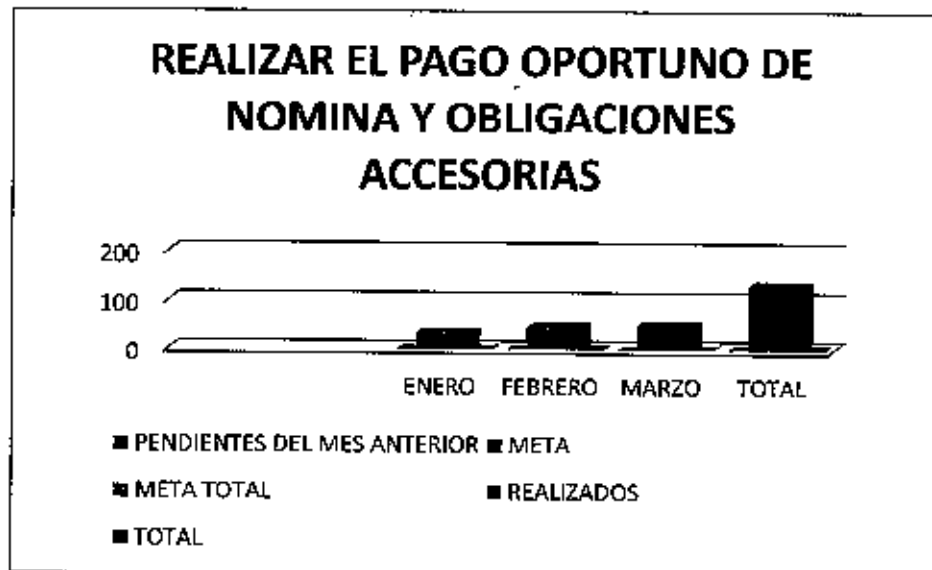 REALIZAR EL PAGO OPORTUNO DE
NOMINA Y OBLIGACIONES
ACCESORIAS
200
100
0
ENERO FEBRERO MARZO TOTAL
PENDIENTES DEL MES ANTERIOR META
META TOTAL REALIZADOS
TOTAL